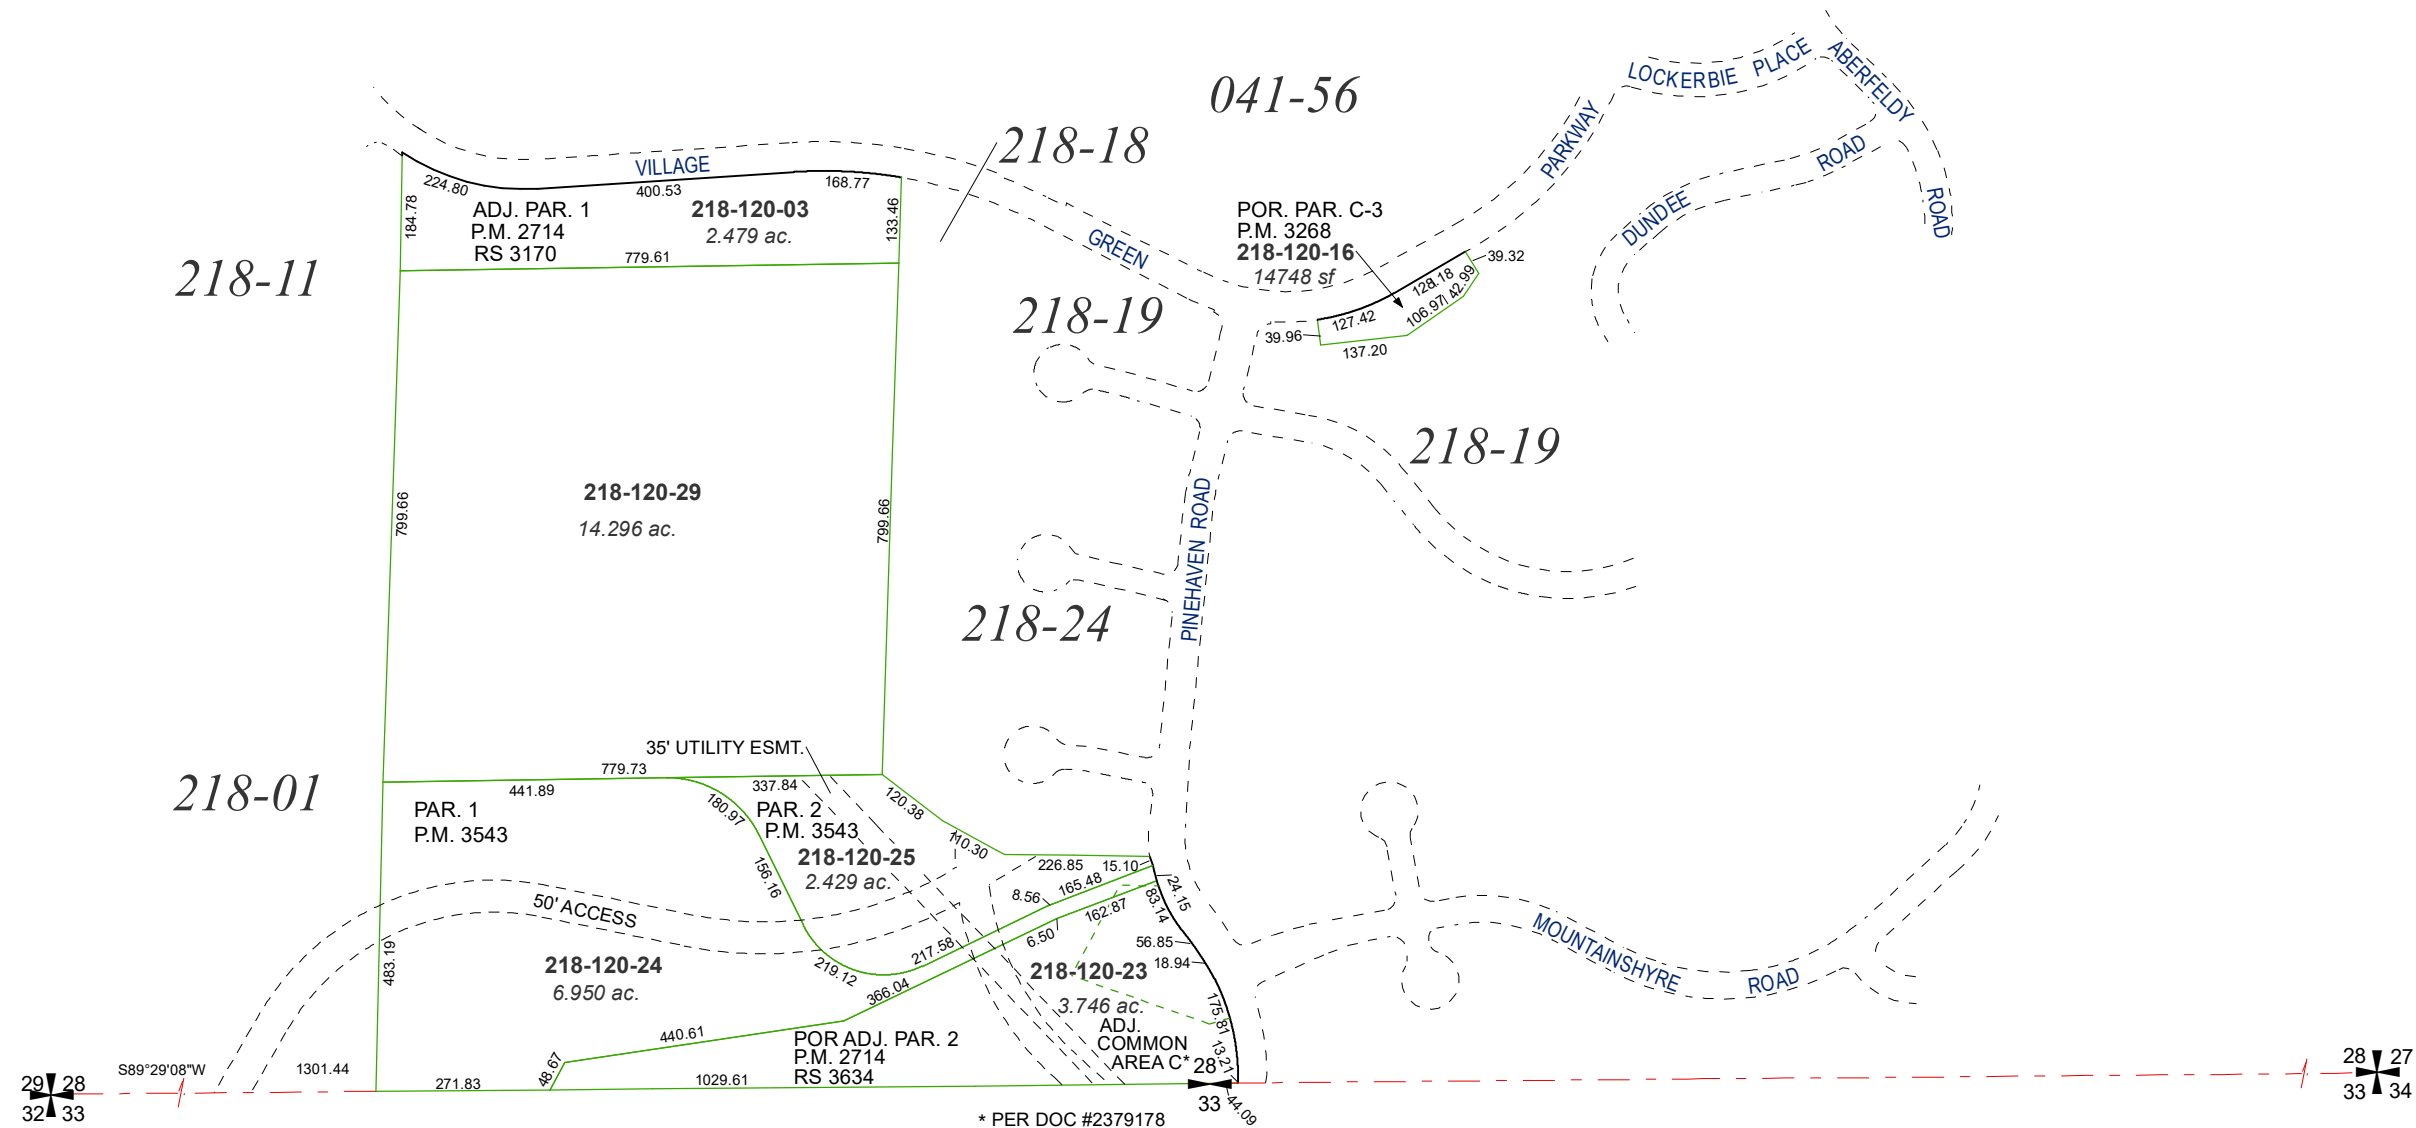 041-56
LOCKERBIE PLACE
ABERFELDY
ROAD
PARKWAY
DUNDEE
ROAD
218-18
VILLAGE
GREEN
224.80
400.53
168.77
184.78
133.46
ADJ. PAR. 1
P.M. 2714
RS 3170
218-120-03
2.479 ac.
779.61
218-11
POR. PAR. C-3
P.M. 3268
218-120-16
14748 sf
39.32
128.18
42.99
106.97
127.42
39.96
137.20
218-19
218-19
218-120-29
14.296 ac.
799.66
799.66
PINEHAVEN ROAD
218-24
218-01
35' UTILITY ESMT.
779.73
441.89
337.84
PAR. 1
P.M. 3543
180.97
PAR. 2
P.M. 3543
218-120-25
2.429 ac.
120.38
110.30
226.85
15.10
156.16
8.56
165.48
24.15
83.14
162.87
50' ACCESS
483.19
217.58
6.50
56.85
18.94
219.12
218-120-24
6.950 ac.
366.04
218-120-23
3.746 ac.
ADJ.
COMMON
AREA C*
175.81
13.21
440.61
POR ADJ. PAR. 2
P.M. 2714
RS 3634
48.67
MOUNTAINSHYRE ROAD
S89°29'08"W
1301.44
271.83
1029.61
29 28
32 33
28
33
44.09
28 27
33 34
* PER DOC #2379178